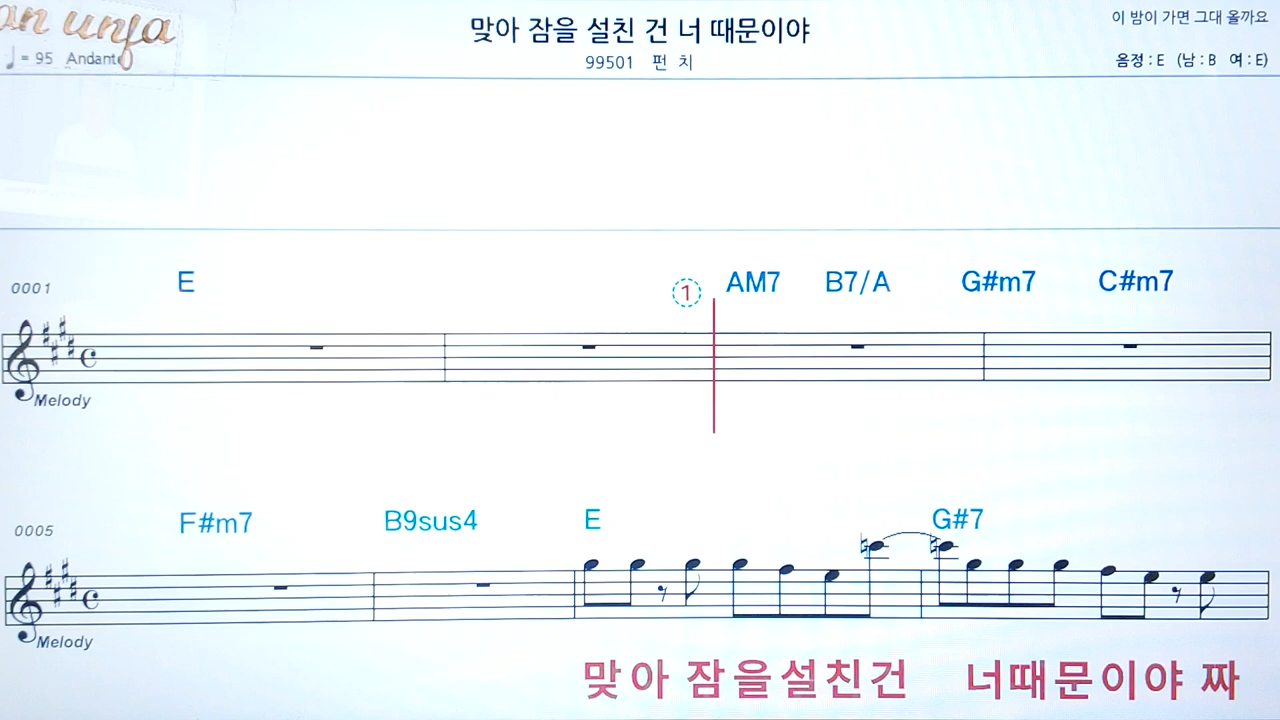 맞아 잠을 설친 건 너 때문이야
이 밤이 가면 그대 올까요
♩= 95 Andante
99501 펀 치
음정 : E (남 : B 여 : E)
0001 E ① AM7 B7/A G#m7 C#m7
Melody
0005 F#m7 B9sus4 E G#7
Melody
맞아 잠을설친건 너때문이야 짜